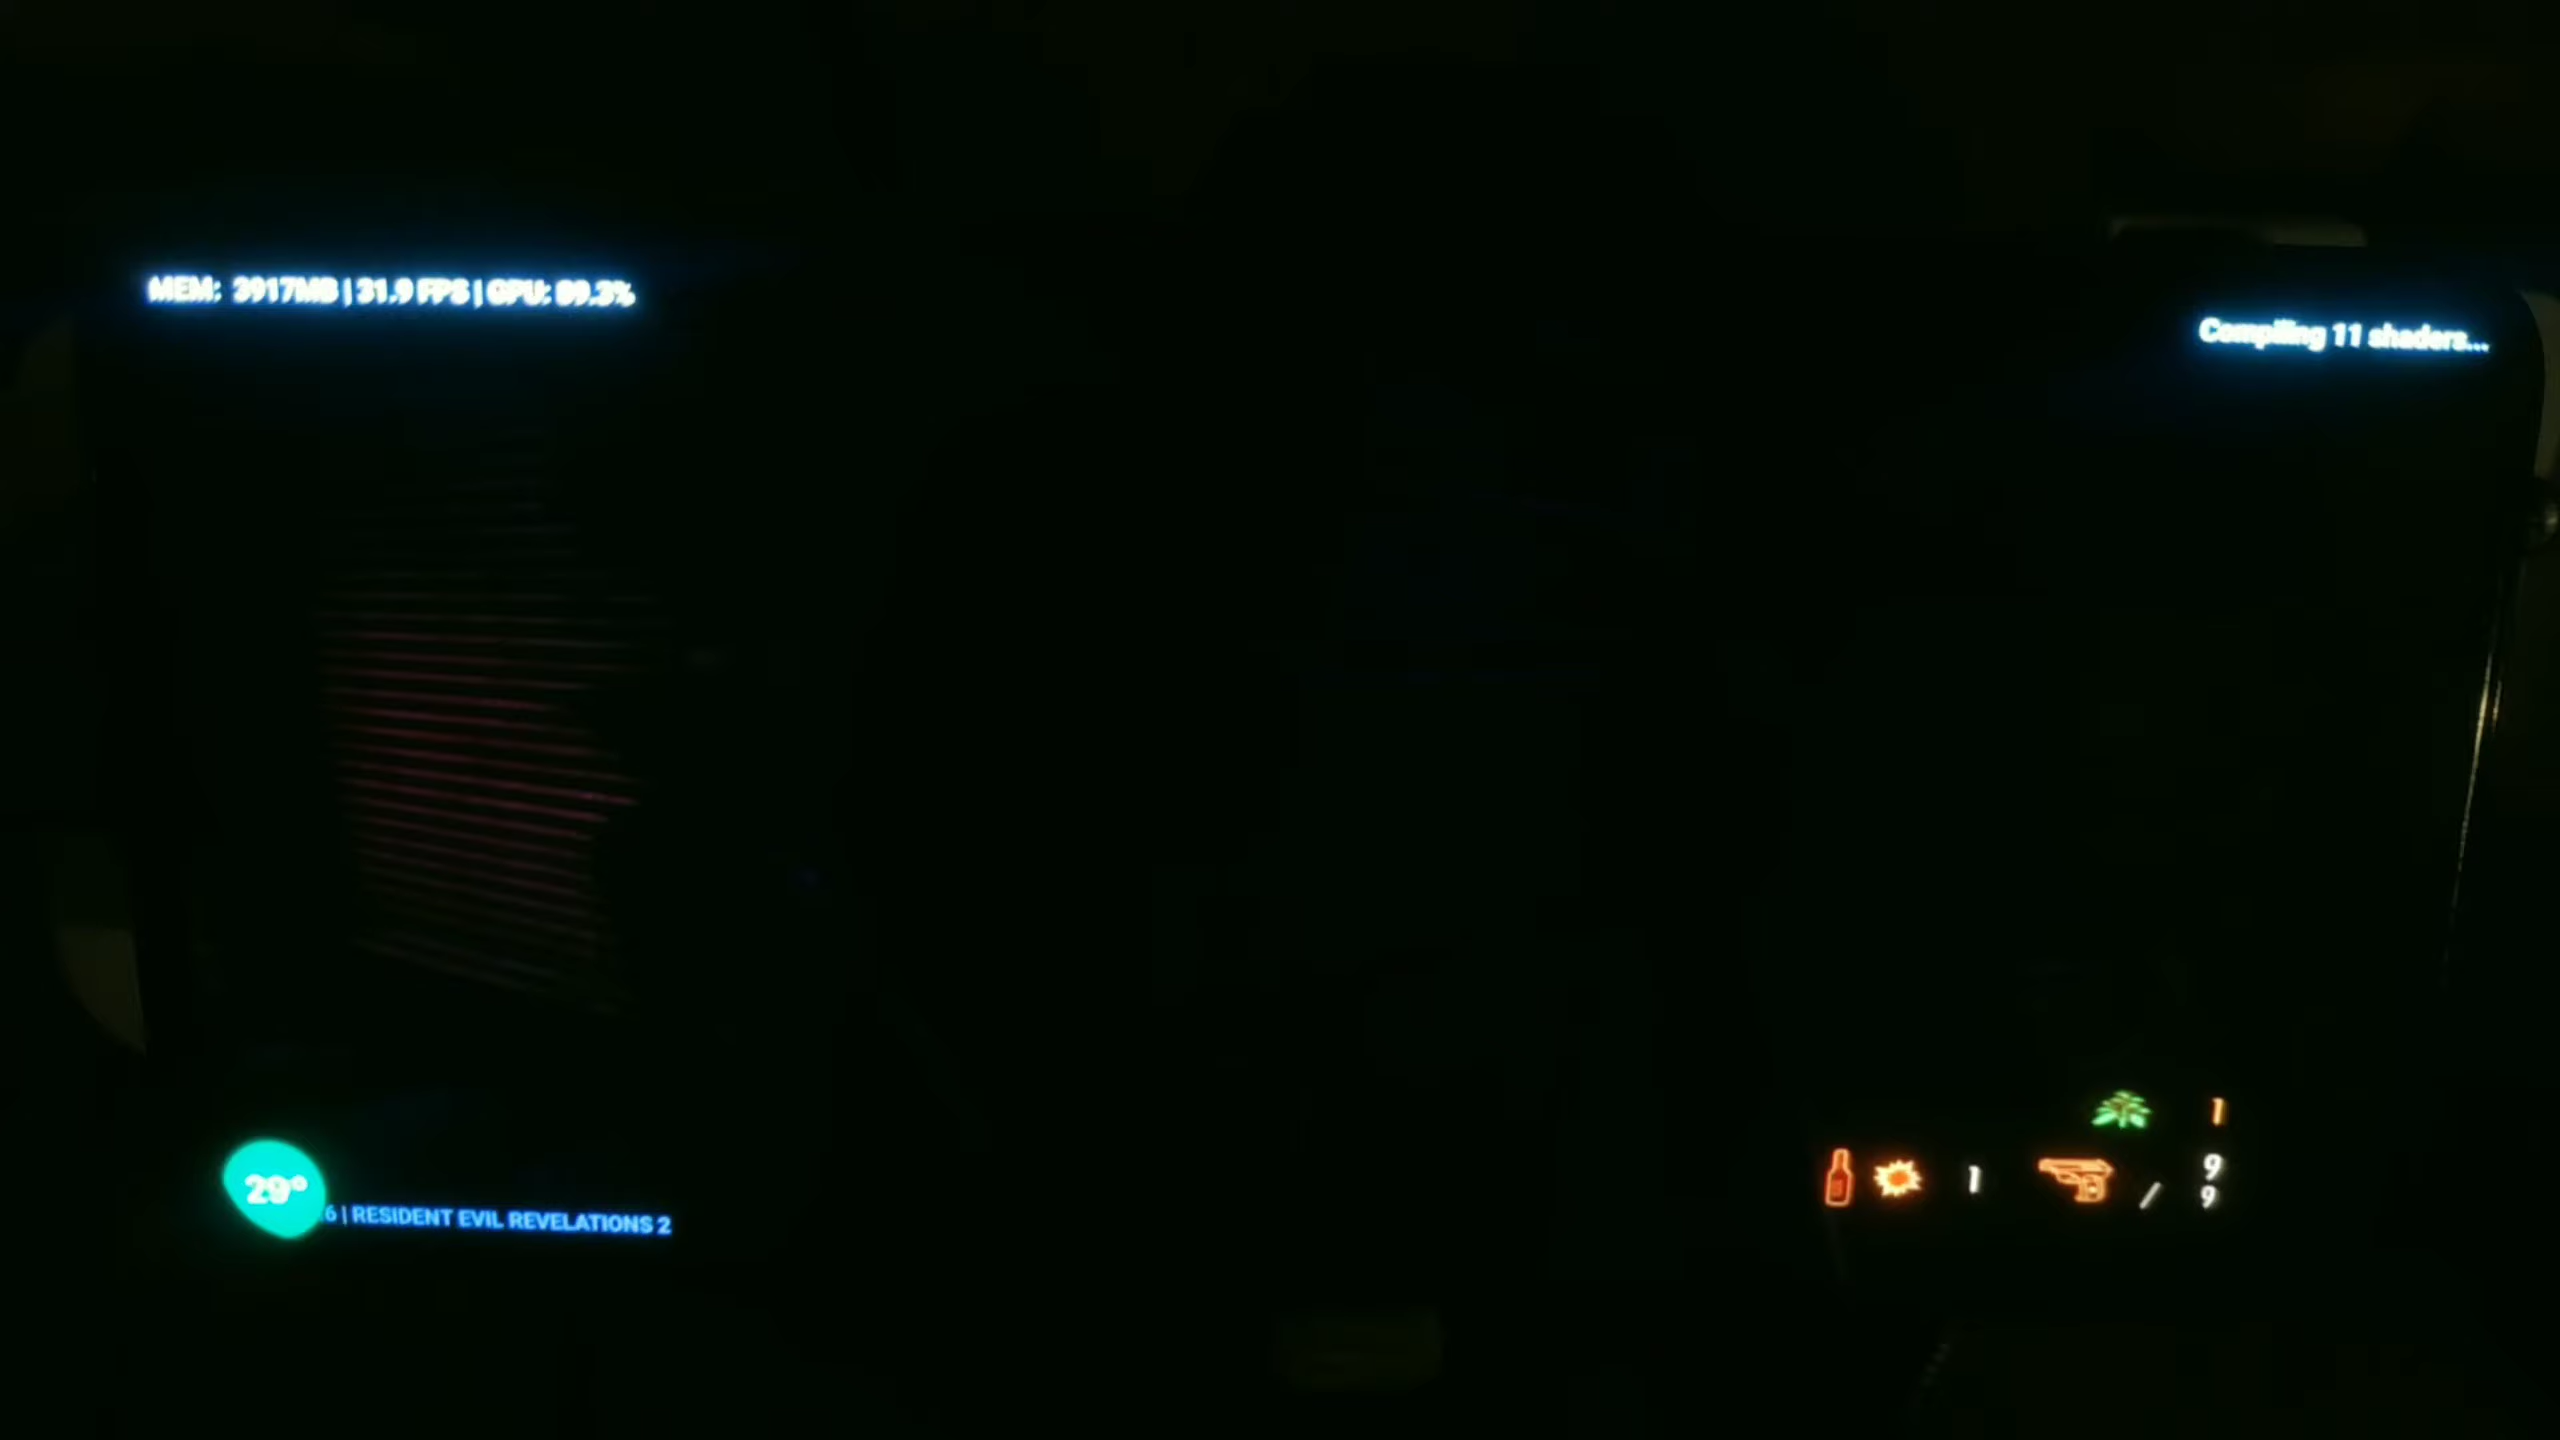 MEM: 3917MB | 31.9 FPS | GPU: 89.3%
Compiling 11 shaders...
1
1 / 9
9
29°
6 | RESIDENT EVIL REVELATIONS 2